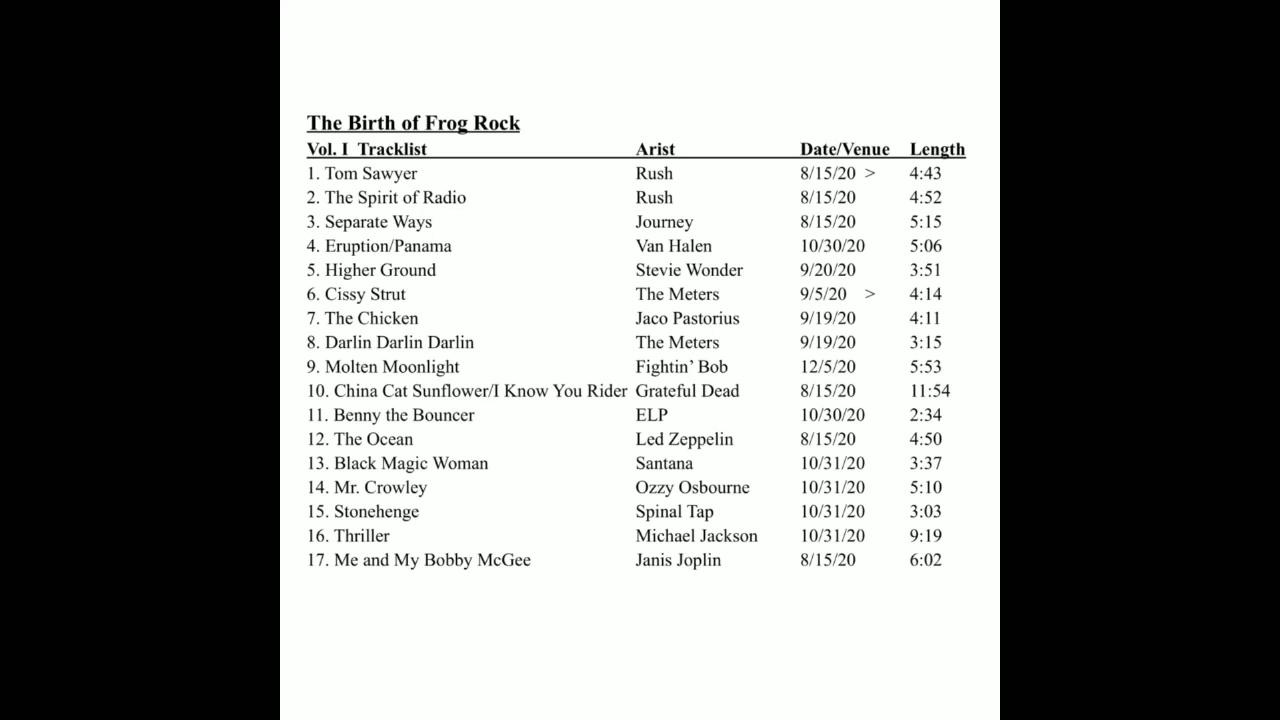 The Birth of Frog Rock
Vol. I Tracklist Arist Date/Venue Length
1. Tom Sawyer Rush 8/15/20 > 4:43
2. The Spirit of Radio Rush 8/15/20 4:52
3. Separate Ways Journey 8/15/20 5:15
4. Eruption/Panama Van Halen 10/30/20 5:06
5. Higher Ground Stevie Wonder 9/20/20 3:51
6. Cissy Strut The Meters 9/5/20 > 4:14
7. The Chicken Jaco Pastorius 9/19/20 4:11
8. Darlin Darlin Darlin The Meters 9/19/20 3:15
9. Molten Moonlight Fightin’ Bob 12/5/20 5:53
10. China Cat Sunflower/I Know You Rider Grateful Dead 8/15/20 11:54
11. Benny the Bouncer ELP 10/30/20 2:34
12. The Ocean Led Zeppelin 8/15/20 4:50
13. Black Magic Woman Santana 10/31/20 3:37
14. Mr. Crowley Ozzy Osbourne 10/31/20 5:10
15. Stonehenge Spinal Tap 10/31/20 3:03
16. Thriller Michael Jackson 10/31/20 9:19
17. Me and My Bobby McGee Janis Joplin 8/15/20 6:02